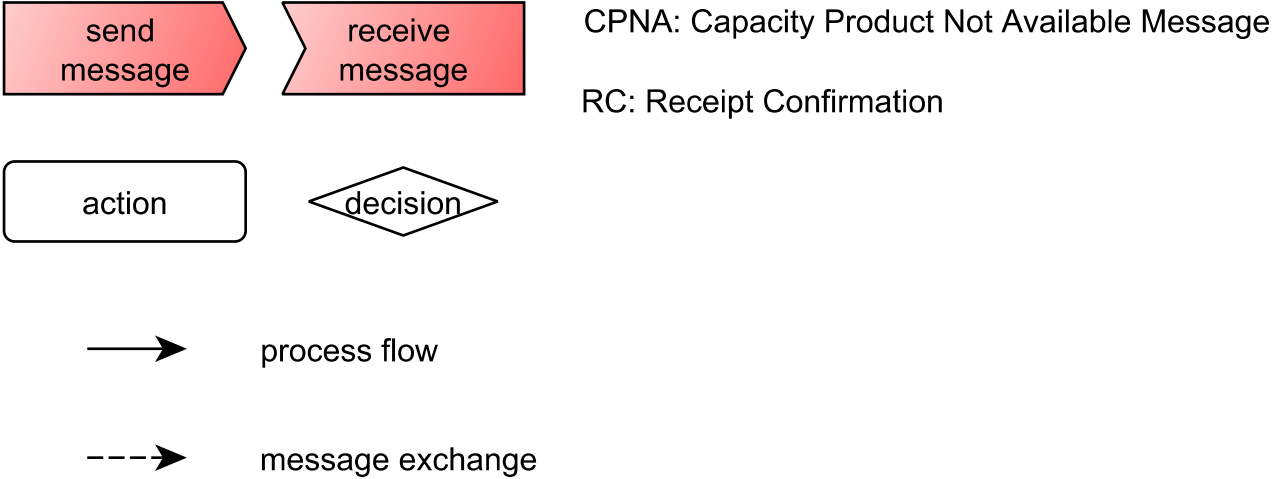 send
message
receive
message
CPNA: Capacity Product Not Available Message
RC: Receipt Confirmation
action
decision
process flow
message exchange